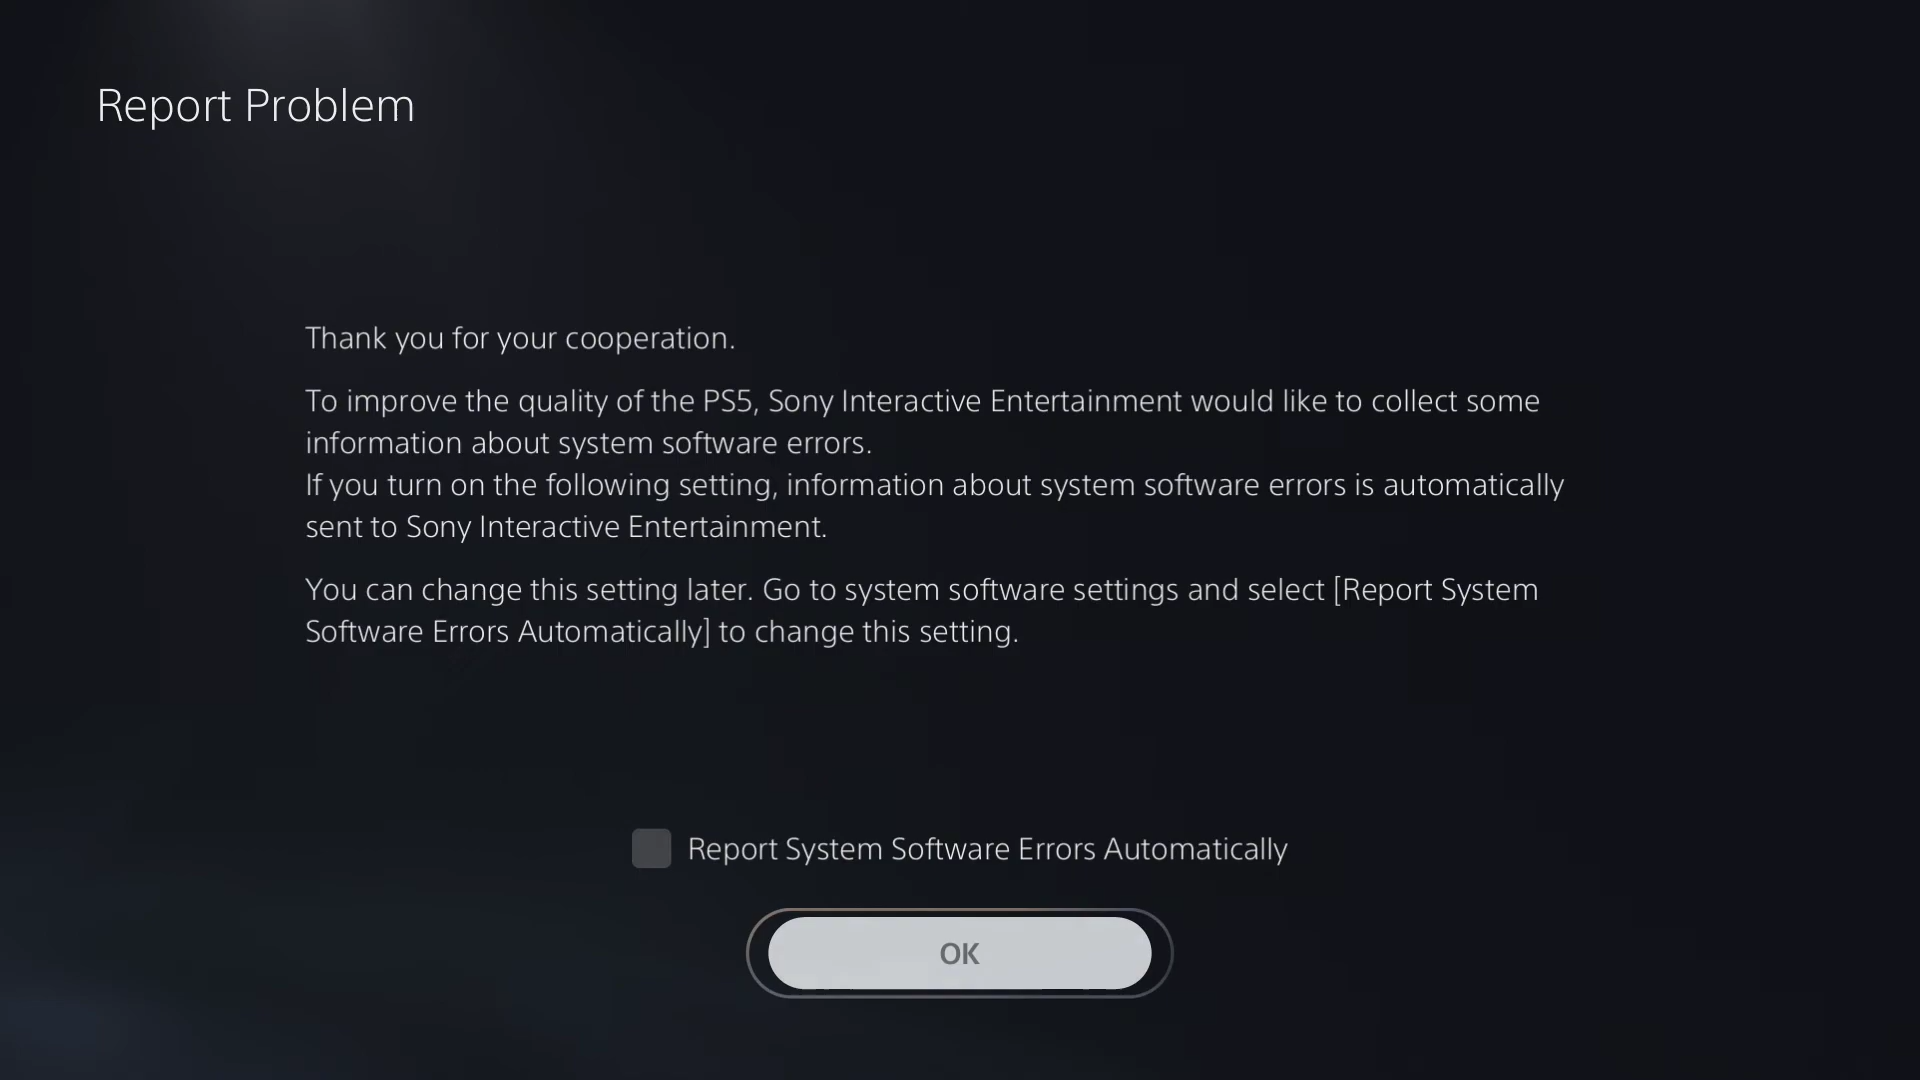 Report Problem
Thank you for your cooperation.
To improve the quality of the PS5, Sony Interactive Entertainment would like to collect some
information about system software errors.
If you turn on the following setting, information about system software errors is automatically
sent to Sony Interactive Entertainment.
You can change this setting later. Go to system software settings and select [Report System
Software Errors Automatically] to change this setting.
Report System Software Errors Automatically
OK